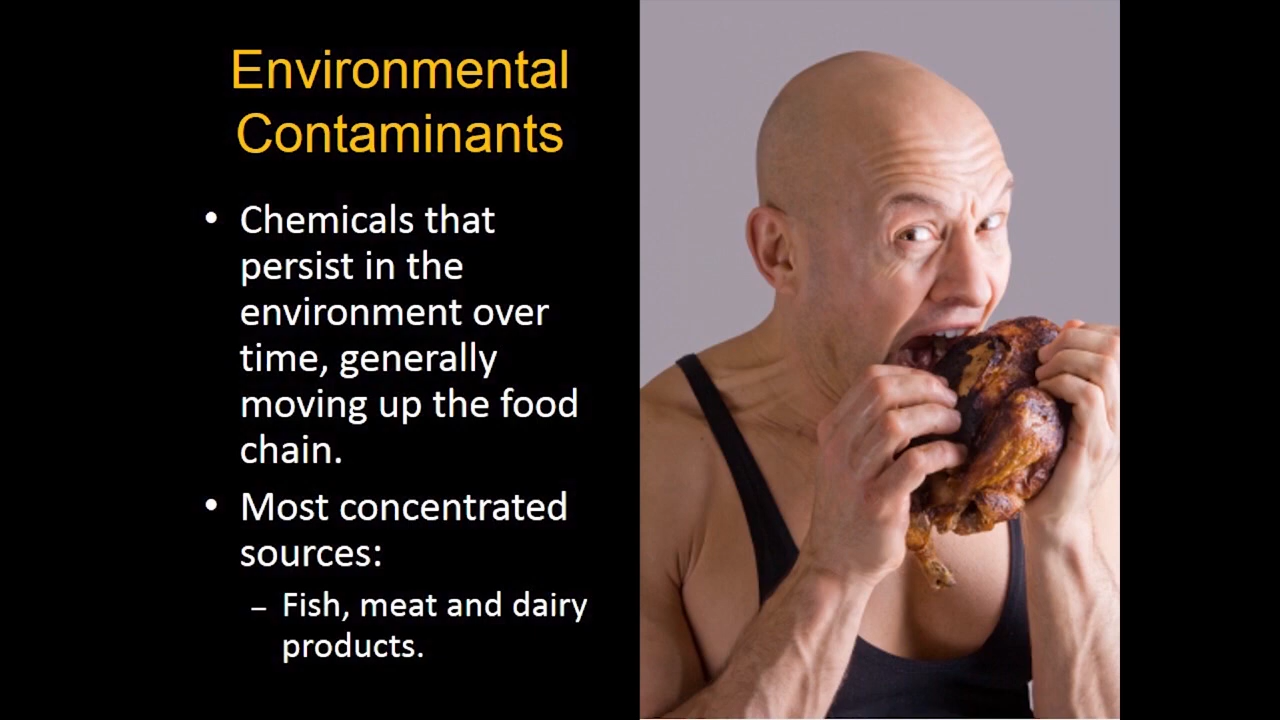 Environmental
Contaminants
• Chemicals that
persist in the
environment over
time, generally
moving up the food
chain.
• Most concentrated
sources:
– Fish, meat and dairy
products.